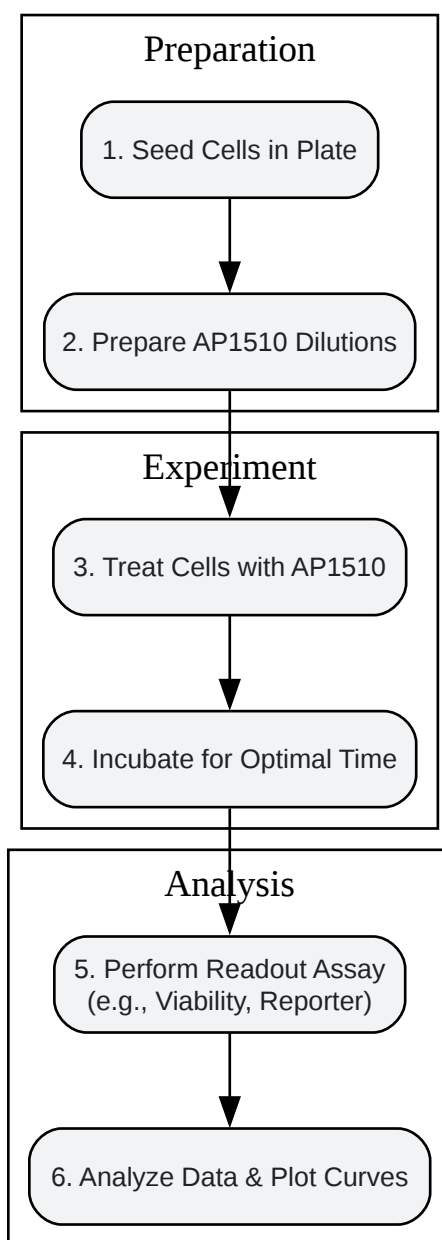 Preparation
1. Seed Cells in Plate
2. Prepare AP1510 Dilutions
Experiment
3. Treat Cells with AP1510
4. Incubate for Optimal Time
Analysis
5. Perform Readout Assay
(e.g., Viability, Reporter)
6. Analyze Data & Plot Curves